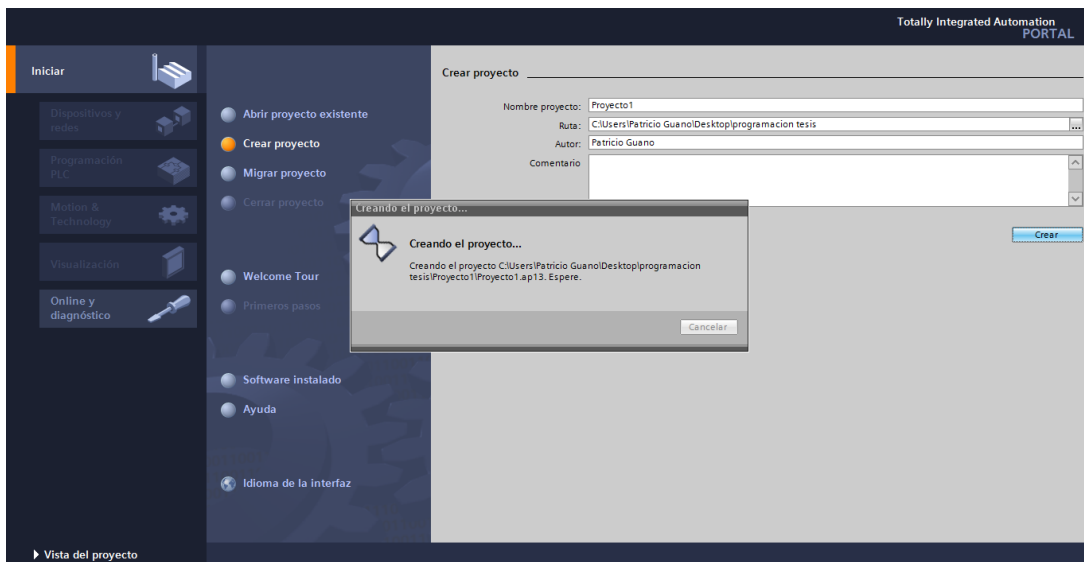 Totally Integrated Automation
PORTAL
Iniciar
Dispositivos y
redes
Programación
PLC
Motion &
Technology
Visualización
Online y
diagnóstico
Vista del proyecto
Abrir proyecto existente
Crear proyecto
Migrar proyecto
Cerrar proyecto
Welcome Tour
Primeros pasos
Software instalado
Ayuda
Idioma de la interfaz
Crear proyecto
Nombre proyecto: Proyecto1
Ruta: C:\Users\Patricio Guano\Desktop\programacion tesis ...
Autor: Patricio Guano
Comentario
Crear
Creando el proyecto...
Creando el proyecto...
Creando el proyecto C:\Users\Patricio Guano\Desktop\programacion
tesis\Proyecto1\Proyecto1.ap13. Espere.
Cancelar